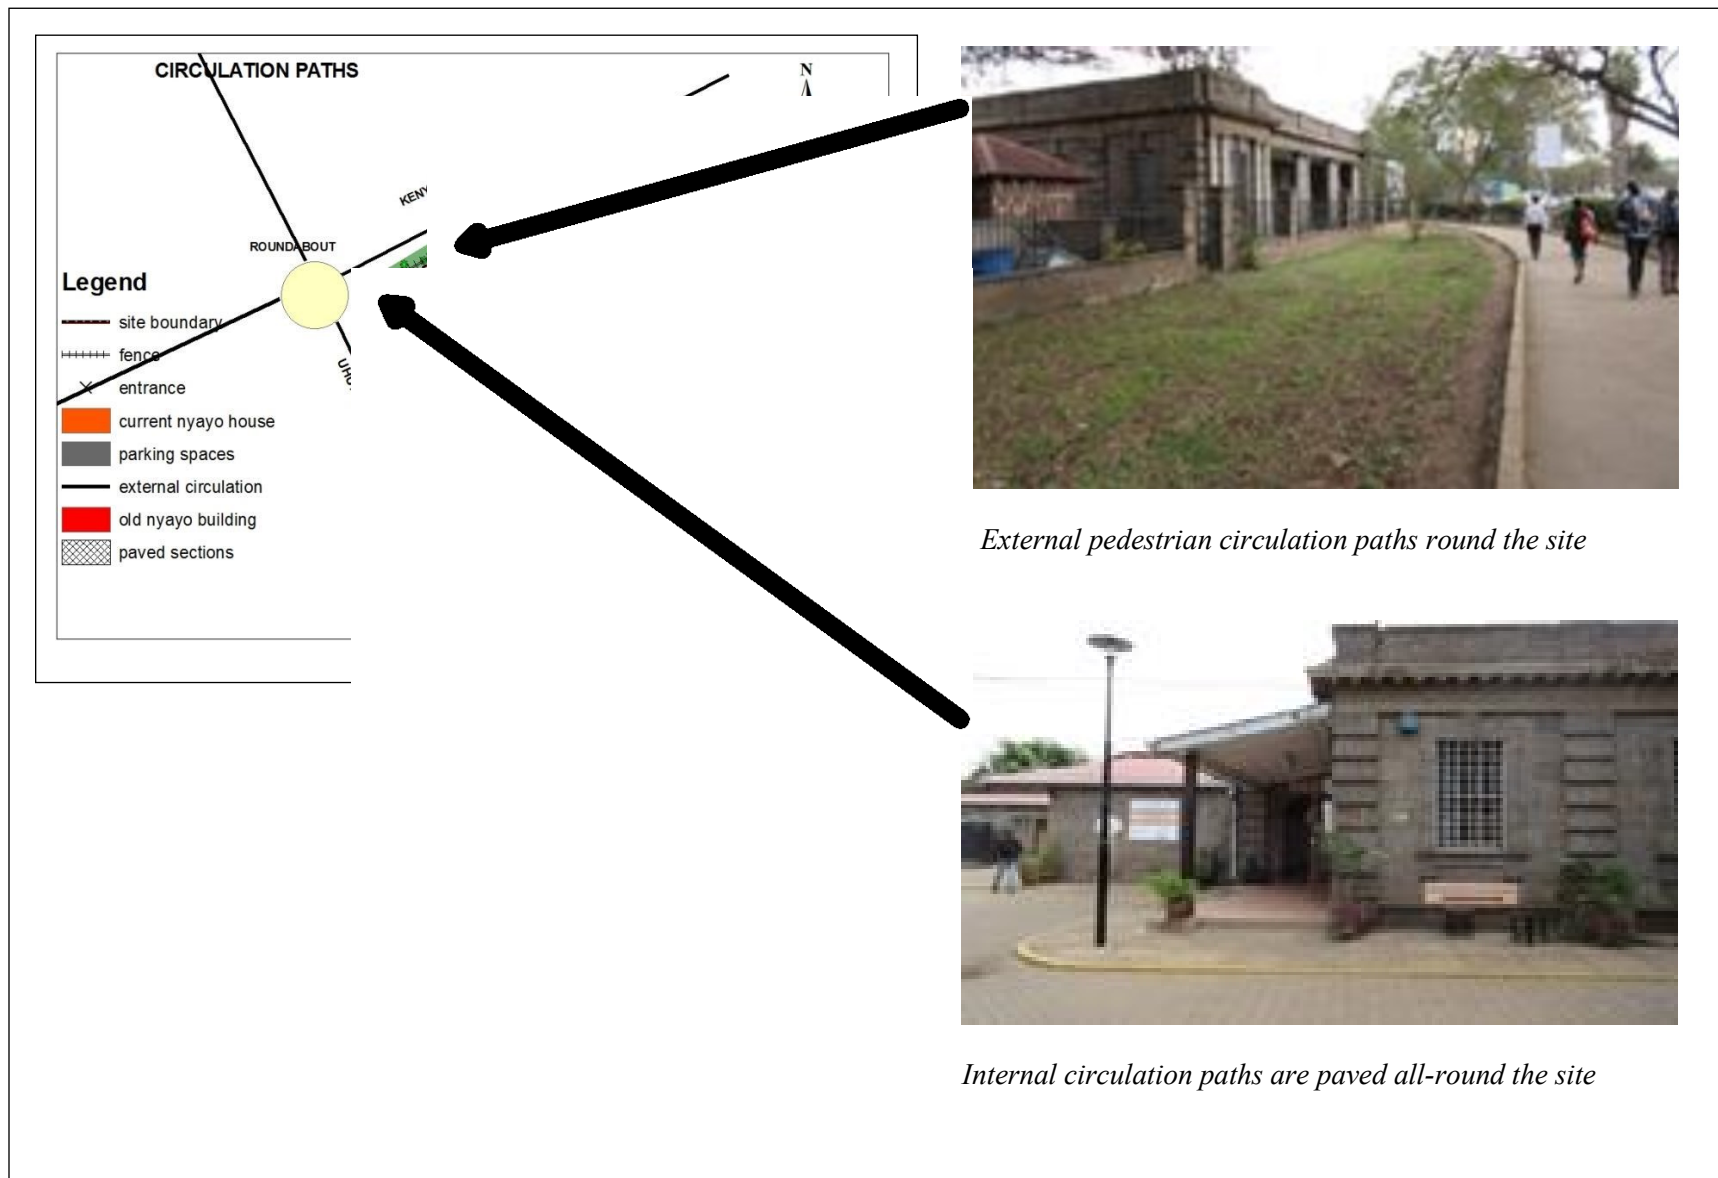 CIRCULATION PATHS
N
ROUNDABOUT
Legend
site boundary
fence
entrance
current nyayo house
parking spaces
external circulation
old nyayo building
paved sections
External pedestrian circulation paths round the site
Internal circulation paths are paved all-round the site